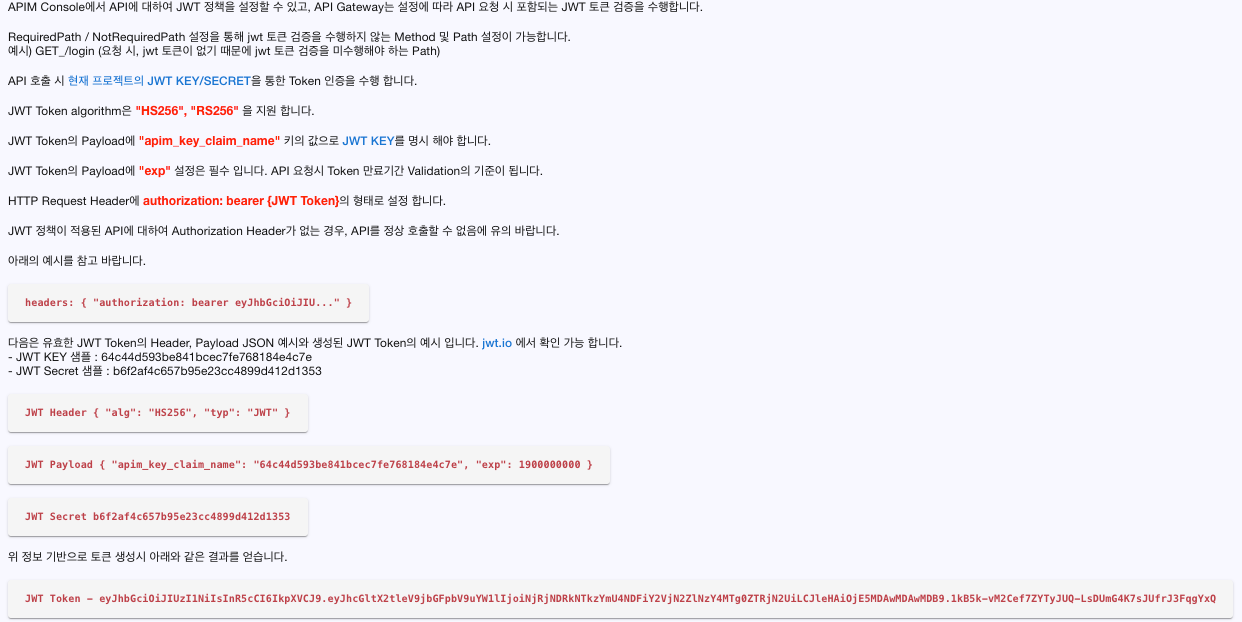 APIM Console에서 API에 대하여 JWT 정책을 설정할 수 있고, API Gateway는 설정에 따라 API 요청 시 포함되는 JWT 토큰 검증을 수행합니다.
RequiredPath / NotRequiredPath 설정을 통해 jwt 토큰 검증을 수행하지 않는 Method 및 Path 설정이 가능합니다.
예시) GET_/login (요청 시, jwt 토큰이 없기 때문에 jwt 토큰 검증을 미수행해야 하는 Path)
API 호출 시 현재 프로젝트의 JWT KEY/SECRET을 통한 Token 인증을 수행 합니다.
JWT Token algorithm은 "HS256", "RS256" 을 지원 합니다.
JWT Token의 Payload에 "apim_key_claim_name" 키의 값으로 JWT KEY를 명시 해야 합니다.
JWT Token의 Payload에 "exp" 설정은 필수 입니다. API 요청시 Token 만료기간 Validation의 기준이 됩니다.
HTTP Request Header에 authorization: bearer {JWT Token}의 형태로 설정 합니다.
JWT 정책이 적용된 API에 대하여 Authorization Header가 없는 경우, API를 정상 호출할 수 없음에 유의 바랍니다.
아래의 예시를 참고 바랍니다.
headers: { "authorization: bearer eyJhbGciOiJIU..." }
다음은 유효한 JWT Token의 Header, Payload JSON 예시와 생성된 JWT Token의 예시 입니다. jwt.io 에서 확인 가능 합니다.
- JWT KEY 샘플 : 64c44d593be841bcec7fe768184e4c7e
- JWT Secret 샘플 : b6f2af4c657b95e23cc4899d412d1353
JWT Header { "alg": "HS256", "typ": "JWT" }
JWT Payload { "apim_key_claim_name": "64c44d593be841bcec7fe768184e4c7e", "exp": 1900000000 }
JWT Secret b6f2af4c657b95e23cc4899d412d1353
위 정보 기반으로 토큰 생성시 아래와 같은 결과를 얻습니다.
JWT Token – eyJhbGciOiJIUzI1NiIsInR5cCI6IkpXVCJ9.eyJhcGltX2tleV9jbGFpbV9uYW1lIjoiNjRjNDRkNTkzYmU4NDFiY2VjN2ZlNzY4MTg0ZTRjN2UiLCJleHAiOjE5MDAwMDAwMDB9.1kB5k-vM2Cef7ZYTyJUQ-LsDUmG4K7sJUfrJ3FqgYxQ